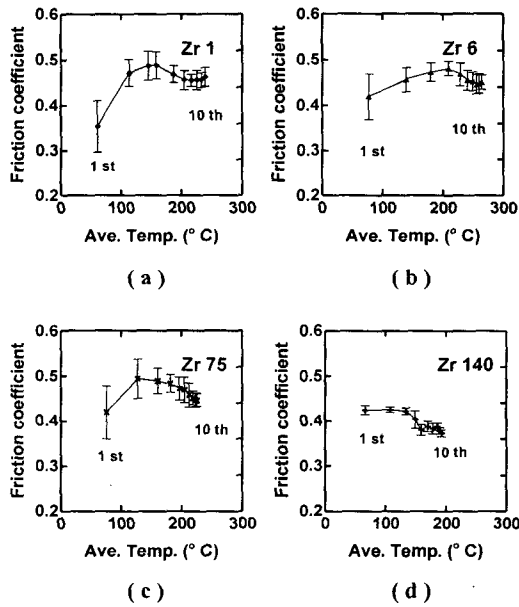 0.6
0.5
0.4
0.3
0.2
Friction coefficient
Zr 1
1 st
10 th
0 100 200 300
Ave. Temp. (° C)
( a )
0.6
0.5
0.4
0.3
0.2
Friction coefficient
Zr 6
1 st
10 th
0 100 200 300
Ave. Temp. (° C)
( b )
0.6
0.5
0.4
0.3
0.2
Friction coefficient
Zr 75
1 st
10 th
0 100 200 300
Ave. Temp. (° C)
( c )
0.6
0.5
0.4
0.3
0.2
Friction coefficient
Zr 140
1 st
10 th
0 100 200 300
Ave. Temp. (° C)
( d )